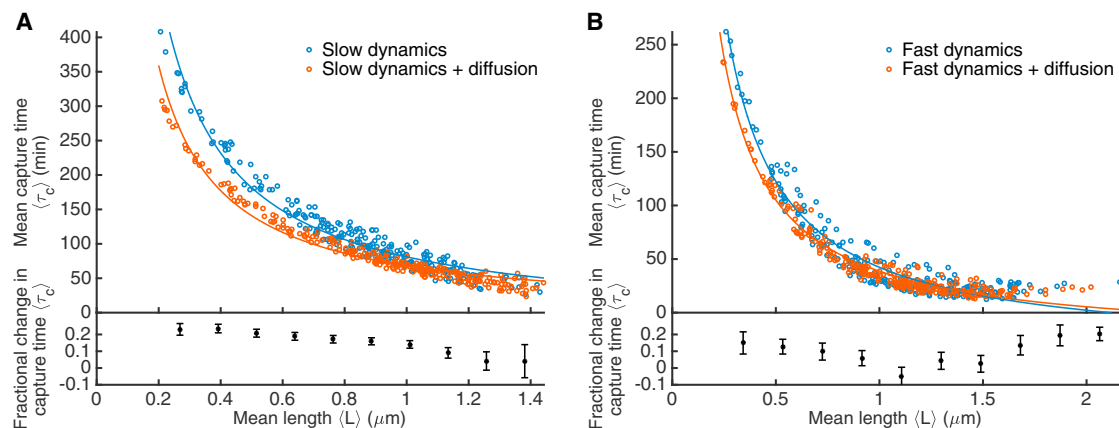 A
Mean capture time
⟨τc⟩ (min)
400
350
300
250
200
150
100
50
0
Slow dynamics
Slow dynamics + diffusion
Fractional change in
capture time ⟨τc⟩
0.2
0.1
0
-0.1
0 0.2 0.4 0.6 0.8 1 1.2 1.4
Mean length ⟨L⟩ (μm)
B
Mean capture time
⟨τc⟩ (min)
250
200
150
100
50
0
Fast dynamics
Fast dynamics + diffusion
Fractional change in
capture time ⟨τc⟩
0.2
0.1
0
-0.1
0 0.5 1 1.5 2
Mean length ⟨L⟩ (μm)